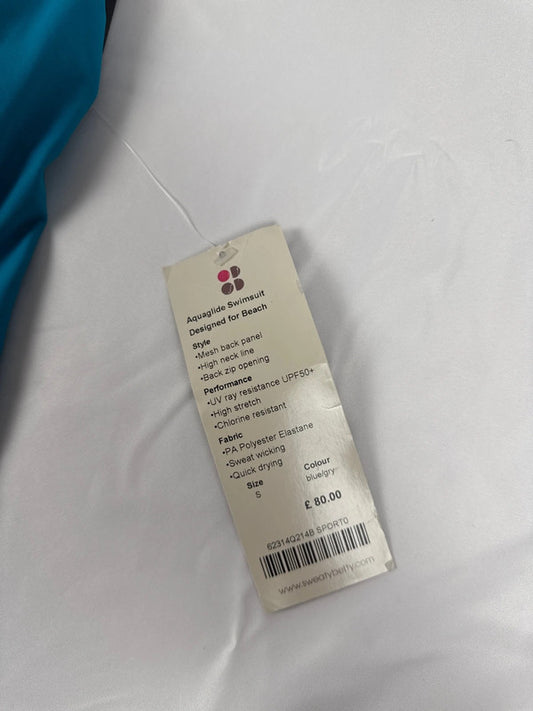 Aquaglide Swimsuit
Designed for Beach
Style
•Mesh back panel
•High neck line
•Back zip opening
Performance
•UV ray resistance UPF50+
•High stretch
•Chlorine resistant
Fabric
•PA Polyester Elastane
•Sweat wicking
•Quick drying
Size Colour
S blue/gry
£ 80.00
62314Q214B SPORT0
www.sweatybetty.com